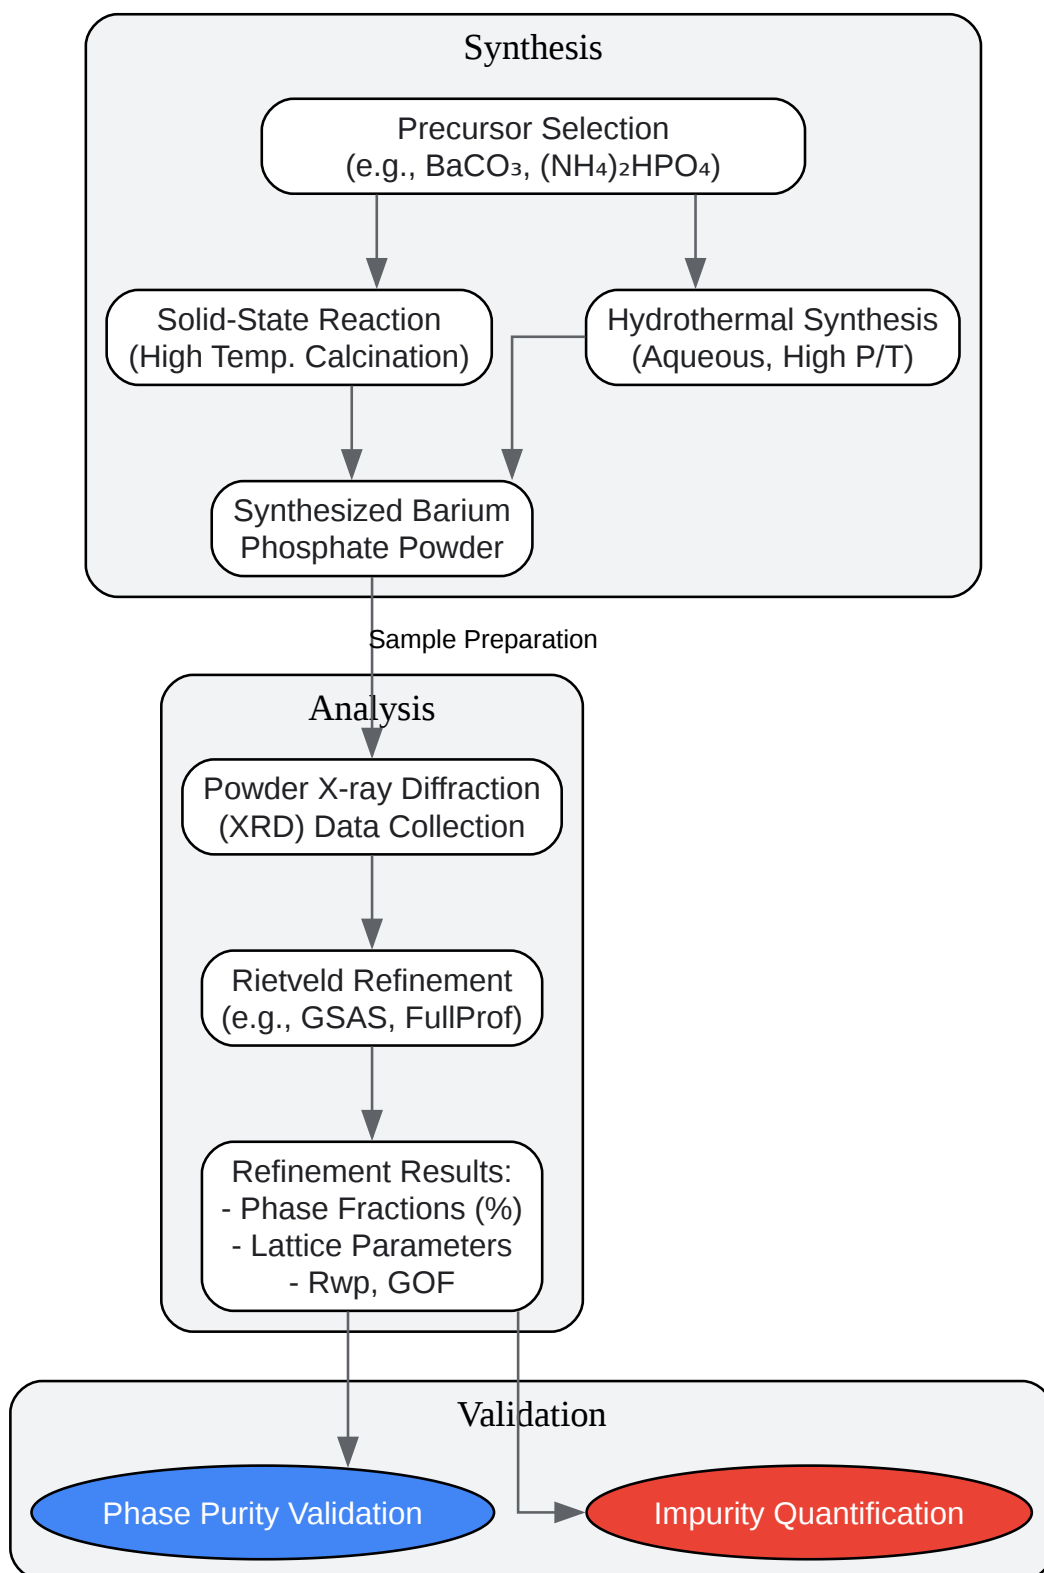 Synthesis
Precursor Selection
(e.g., BaCO₃, (NH₄)₂HPO₄)
Solid-State Reaction
(High Temp. Calcination)
Hydrothermal Synthesis
(Aqueous, High P/T)
Synthesized Barium
Phosphate Powder
Sample Preparation
Analysis
Powder X-ray Diffraction
(XRD) Data Collection
Rietveld Refinement
(e.g., GSAS, FullProf)
Refinement Results:
- Phase Fractions (%)
- Lattice Parameters
- Rwp, GOF
Validation
Phase Purity Validation
Impurity Quantification